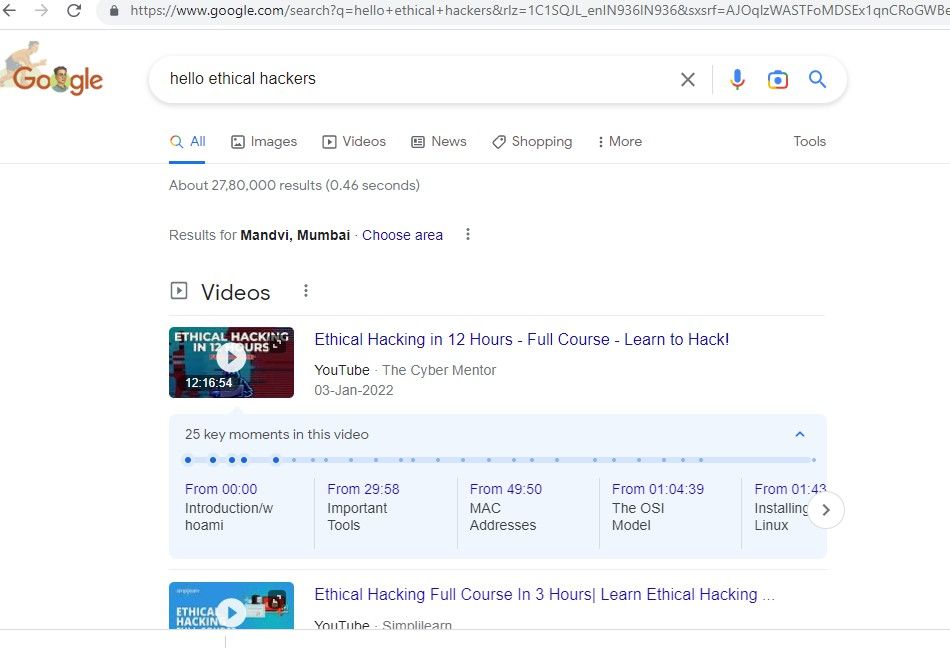 https://www.google.com/search?q=hello+ethical+hackers&rlz=1C1SQJL_enIN936IN936&sxsrf=AJOqlzWASTFoMDSEx1qnCRoGWBe
Google
hello ethical hackers
All Images Videos News Shopping More Tools
About 27,80,000 results (0.46 seconds)
Results for Mandvi, Mumbai · Choose area
Videos
ETHICAL HACKING
IN 12 HOURS
12:16:54
Ethical Hacking in 12 Hours - Full Course - Learn to Hack!
YouTube · The Cyber Mentor
03-Jan-2022
25 key moments in this video
From 00:00 From 29:58 From 49:50 From 01:04:39 From 01:43
Introduction/w Important MAC The OSI Installing
hoami Tools Addresses Model Linux
simplilearn
ETHICAL
HACKING
Ethical Hacking Full Course In 3 Hours| Learn Ethical Hacking ...
YouTube · Simplilearn